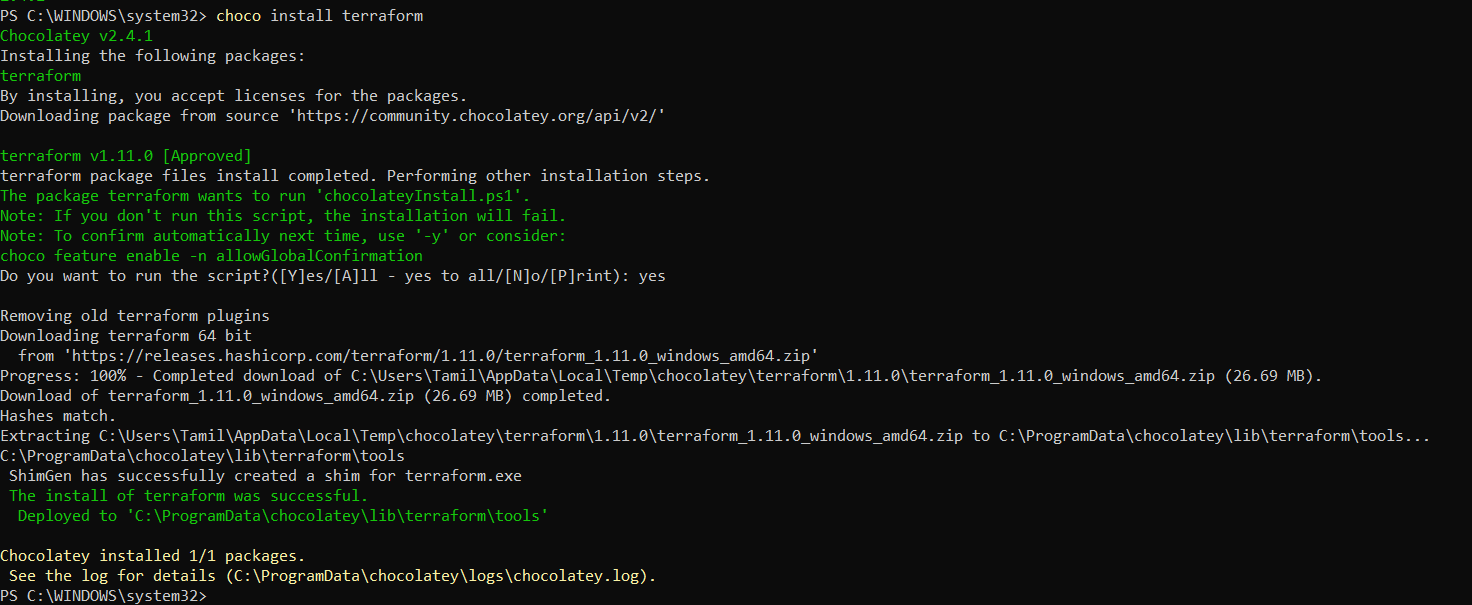 PS C:\WINDOWS\system32> choco install terraform
Chocolatey v2.4.1
Installing the following packages:
terraform
By installing, you accept licenses for the packages.
Downloading package from source 'https://community.chocolatey.org/api/v2/'
terraform v1.11.0 [Approved]
terraform package files install completed. Performing other installation steps.
The package terraform wants to run 'chocolateyInstall.ps1'.
Note: If you don't run this script, the installation will fail.
Note: To confirm automatically next time, use '-y' or consider:
choco feature enable -n allowGlobalConfirmation
Do you want to run the script?([Y]es/[A]ll - yes to all/[N]o/[P]rint): yes
Removing old terraform plugins
Downloading terraform 64 bit
  from 'https://releases.hashicorp.com/terraform/1.11.0/terraform_1.11.0_windows_amd64.zip'
Progress: 100% - Completed download of C:\Users\Tamil\AppData\Local\Temp\chocolatey\terraform\1.11.0\terraform_1.11.0_windows_amd64.zip (26.69 MB).
Download of terraform_1.11.0_windows_amd64.zip (26.69 MB) completed.
Hashes match.
Extracting C:\Users\Tamil\AppData\Local\Temp\chocolatey\terraform\1.11.0\terraform_1.11.0_windows_amd64.zip to C:\ProgramData\chocolatey\lib\terraform\tools...
C:\ProgramData\chocolatey\lib\terraform\tools
 ShimGen has successfully created a shim for terraform.exe
 The install of terraform was successful.
  Deployed to 'C:\ProgramData\chocolatey\lib\terraform\tools'
Chocolatey installed 1/1 packages.
 See the log for details (C:\ProgramData\chocolatey\logs\chocolatey.log).
PS C:\WINDOWS\system32>